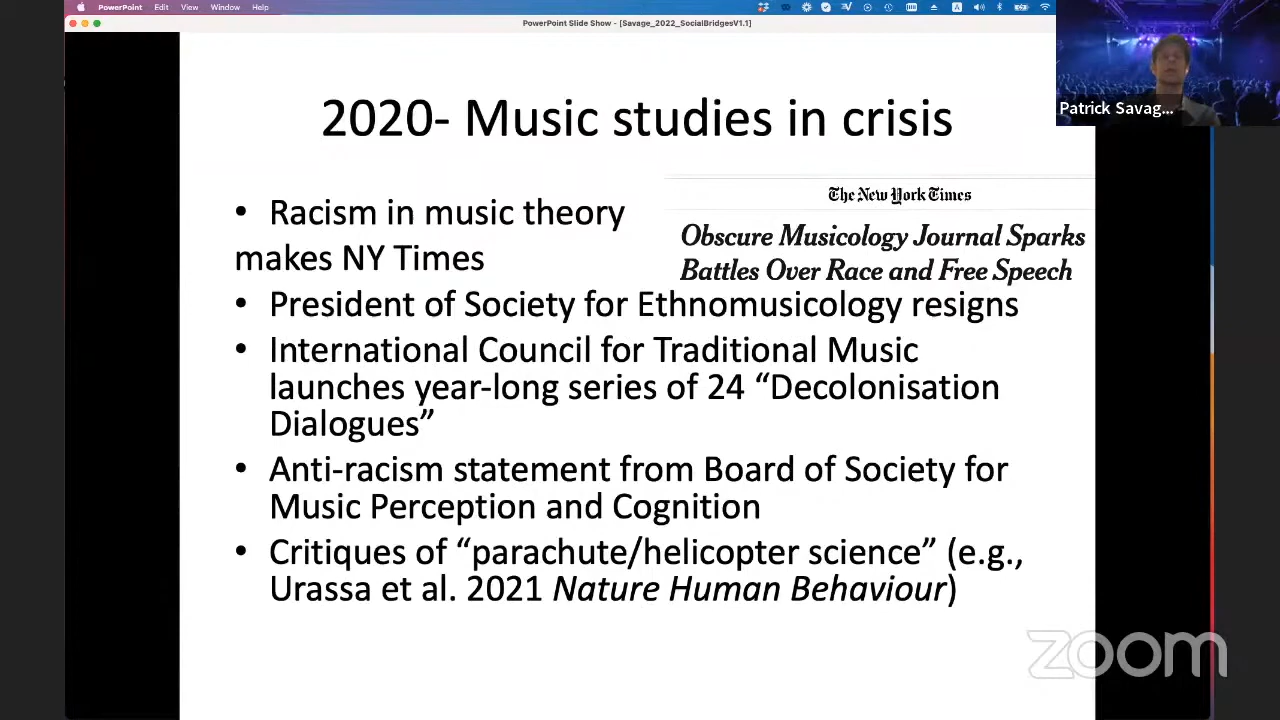 PowerPoint Edit View Window Help
PowerPoint Slide Show - [Savage_2022_SocialBridgesV1.1]
Patrick Savag...
2020- Music studies in crisis
• Racism in music theory
makes NY Times
The New York Times
Obscure Musicology Journal Sparks
Battles Over Race and Free Speech
• President of Society for Ethnomusicology resigns
• International Council for Traditional Music
launches year-long series of 24 “Decolonisation
Dialogues”
• Anti-racism statement from Board of Society for
Music Perception and Cognition
• Critiques of “parachute/helicopter science” (e.g.,
Urassa et al. 2021 Nature Human Behaviour)
zoom